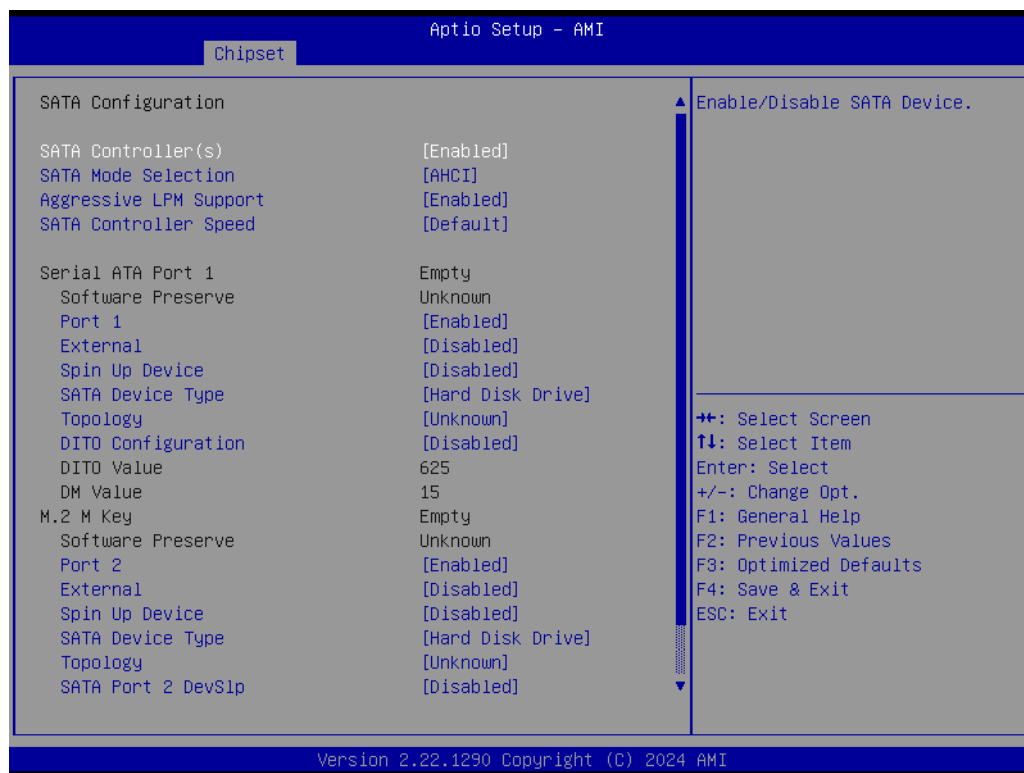 Aptio Setup – AMI
Chipset
SATA Configuration
SATA Controller(s) [Enabled]
SATA Mode Selection [AHCI]
Aggressive LPM Support [Enabled]
SATA Controller Speed [Default]
Serial ATA Port 1 Empty
Software Preserve Unknown
Port 1 [Enabled]
External [Disabled]
Spin Up Device [Disabled]
SATA Device Type [Hard Disk Drive]
Topology [Unknown]
DITO Configuration [Disabled]
DITO Value 625
DM Value 15
M.2 M Key Empty
Software Preserve Unknown
Port 2 [Enabled]
External [Disabled]
Spin Up Device [Disabled]
SATA Device Type [Hard Disk Drive]
Topology [Unknown]
SATA Port 2 DevSlp [Disabled]
Enable/Disable SATA Device.
→←: Select Screen
↑↓: Select Item
Enter: Select
+/-: Change Opt.
F1: General Help
F2: Previous Values
F3: Optimized Defaults
F4: Save & Exit
ESC: Exit
Version 2.22.1290 Copyright (C) 2024 AMI